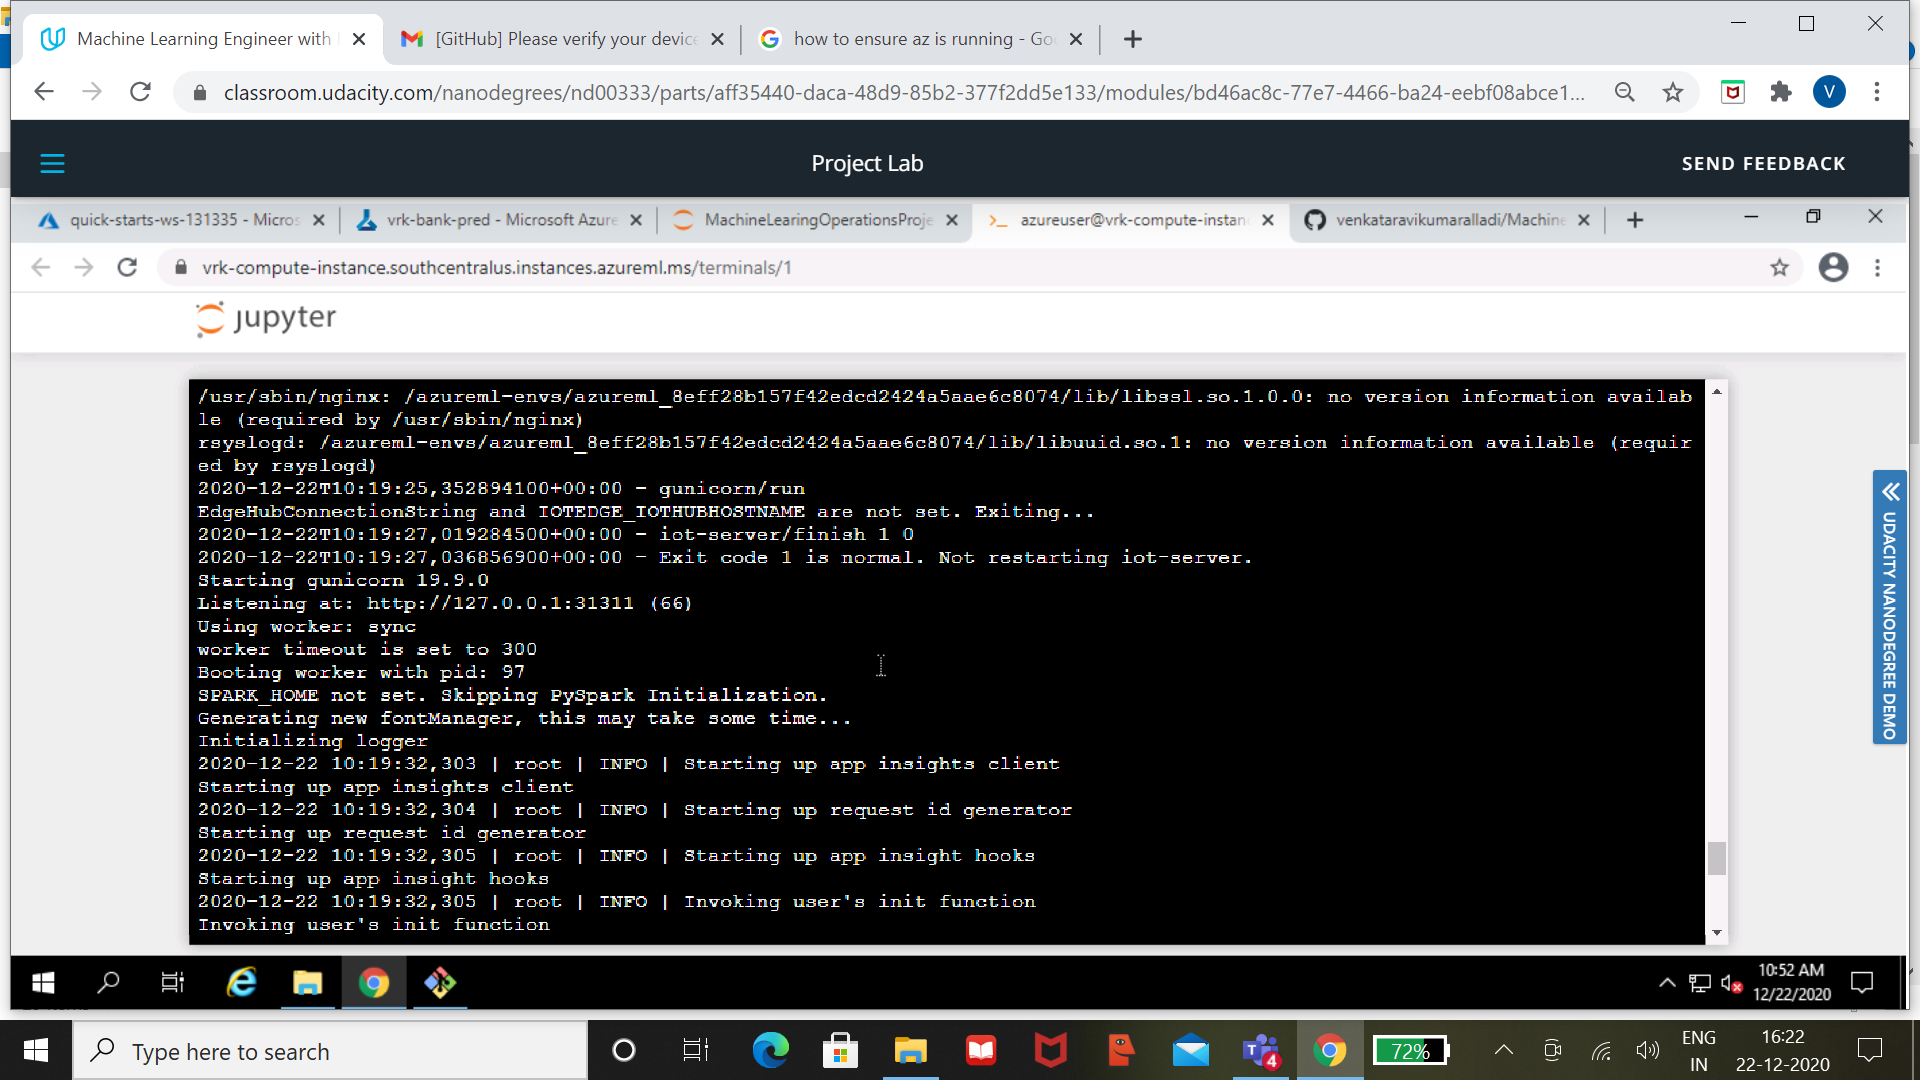 Machine Learning Engineer with
[GitHub] Please verify your device
how to ensure az is running - Go
classroom.udacity.com/nanodegrees/nd00333/parts/aff35440-daca-48d9-85b2-377f2dd5e133/modules/bd46ac8c-77e7-4466-ba24-eebf08abce1...
V
Project Lab
SEND FEEDBACK
quick-starts-ws-131335 - Micros
vrk-bank-pred - Microsoft Azure
MachineLearingOperationsProje
azureuser@vrk-compute-instan
venkataravikumaralladi/Machine
vrk-compute-instance.southcentralus.instances.azureml.ms/terminals/1
jupyter
/usr/sbin/nginx: /azureml-envs/azureml_8eff28b157f42edcd2424a5aae6c8074/lib/libssl.so.1.0.0: no version information availab
le (required by /usr/sbin/nginx)
rsyslogd: /azureml-envs/azureml_8eff28b157f42edcd2424a5aae6c8074/lib/libuuid.so.1: no version information available (requir
ed by rsyslogd)
2020-12-22T10:19:25,352894100+00:00 - gunicorn/run
EdgeHubConnectionString and IOTEDGE_IOTHUBHOSTNAME are not set. Exiting...
2020-12-22T10:19:27,019284500+00:00 - iot-server/finish 1 0
2020-12-22T10:19:27,036856900+00:00 - Exit code 1 is normal. Not restarting iot-server.
Starting gunicorn 19.9.0
Listening at: http://127.0.0.1:31311 (66)
Using worker: sync
worker timeout is set to 300
Booting worker with pid: 97
SPARK_HOME not set. Skipping PySpark Initialization.
Generating new fontManager, this may take some time...
Initializing logger
2020-12-22 10:19:32,303 | root | INFO | Starting up app insights client
Starting up app insights client
2020-12-22 10:19:32,304 | root | INFO | Starting up request id generator
Starting up request id generator
2020-12-22 10:19:32,305 | root | INFO | Starting up app insight hooks
Starting up app insight hooks
2020-12-22 10:19:32,305 | root | INFO | Invoking user's init function
Invoking user's init function
UDACITY NANODEGREE DEMO
10:52 AM
12/22/2020
Type here to search
4
72%
ENG
IN
16:22
22-12-2020